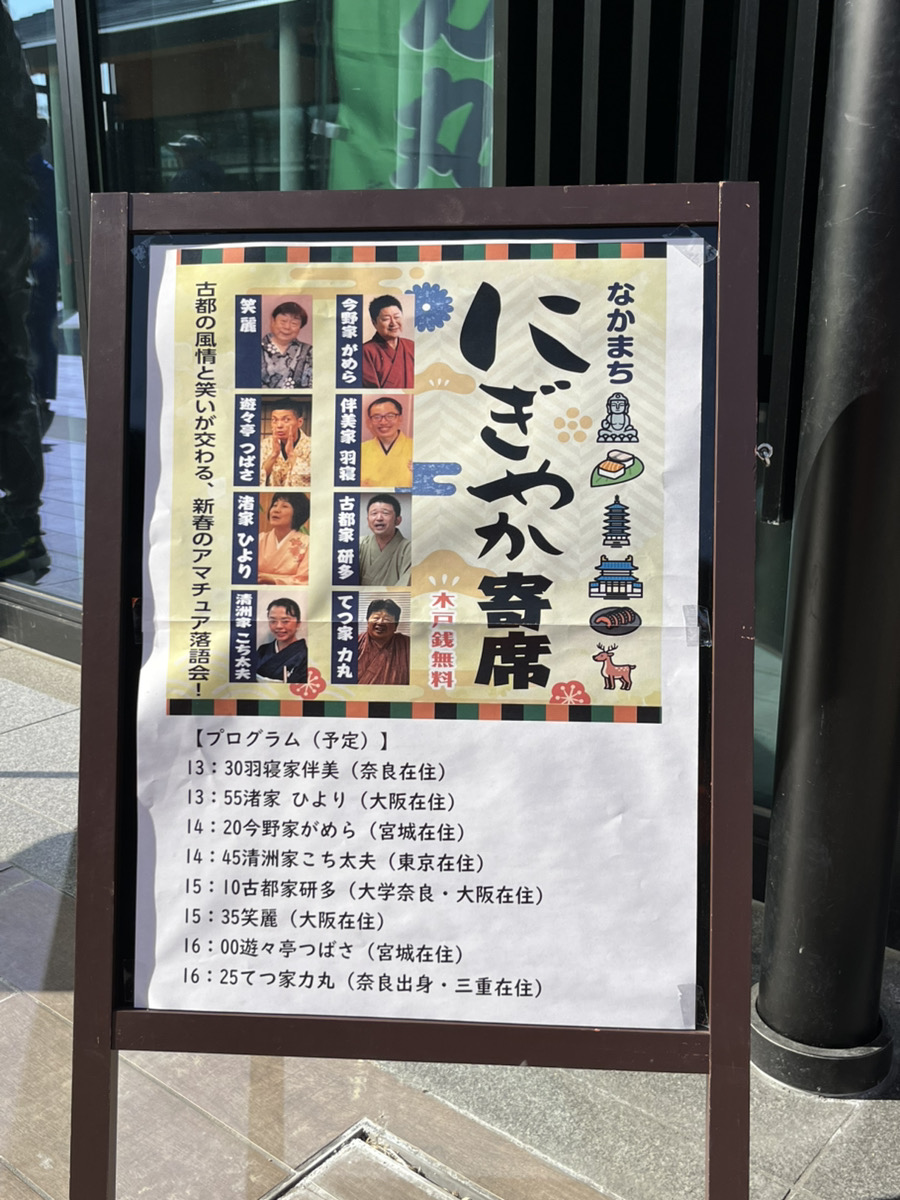 なかまち
にぎやか寄席
木戸銭無料
今野家 がめら
伴美家 羽寝
古都家 研多
てつ家 力丸
笑麗
遊々亭 つばさ
渚家 ひより
清洲家 こち太夫
古都の風情と笑いが交わる、新春のアマチュア落語会!
【プログラム(予定)】
13:30羽寝家伴美(奈良在住)
13:55渚家 ひより(大阪在住)
14:20今野家がめら(宮城在住)
14:45清洲家こち太夫(東京在住)
15:10古都家研多(大学奈良・大阪在住)
15:35笑麗(大阪在住)
16:00遊々亭つばさ(宮城在住)
16:25てつ家力丸(奈良出身・三重在住)